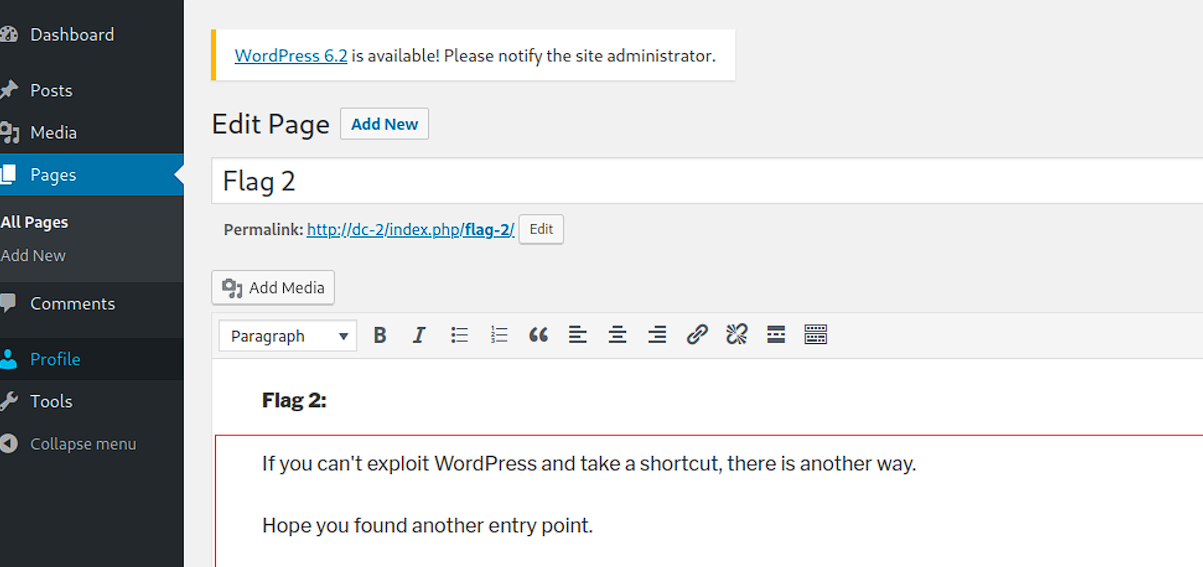 Dashboard
Posts
Media
Pages
All Pages
Add New
Comments
Profile
Tools
Collapse menu
WordPress 6.2 is available! Please notify the site administrator.
Edit Page Add New
Flag 2
Permalink: http://dc-2/index.php/flag-2/ Edit
Add Media
Paragraph
Flag 2:
If you can't exploit WordPress and take a shortcut, there is another way.
Hope you found another entry point.